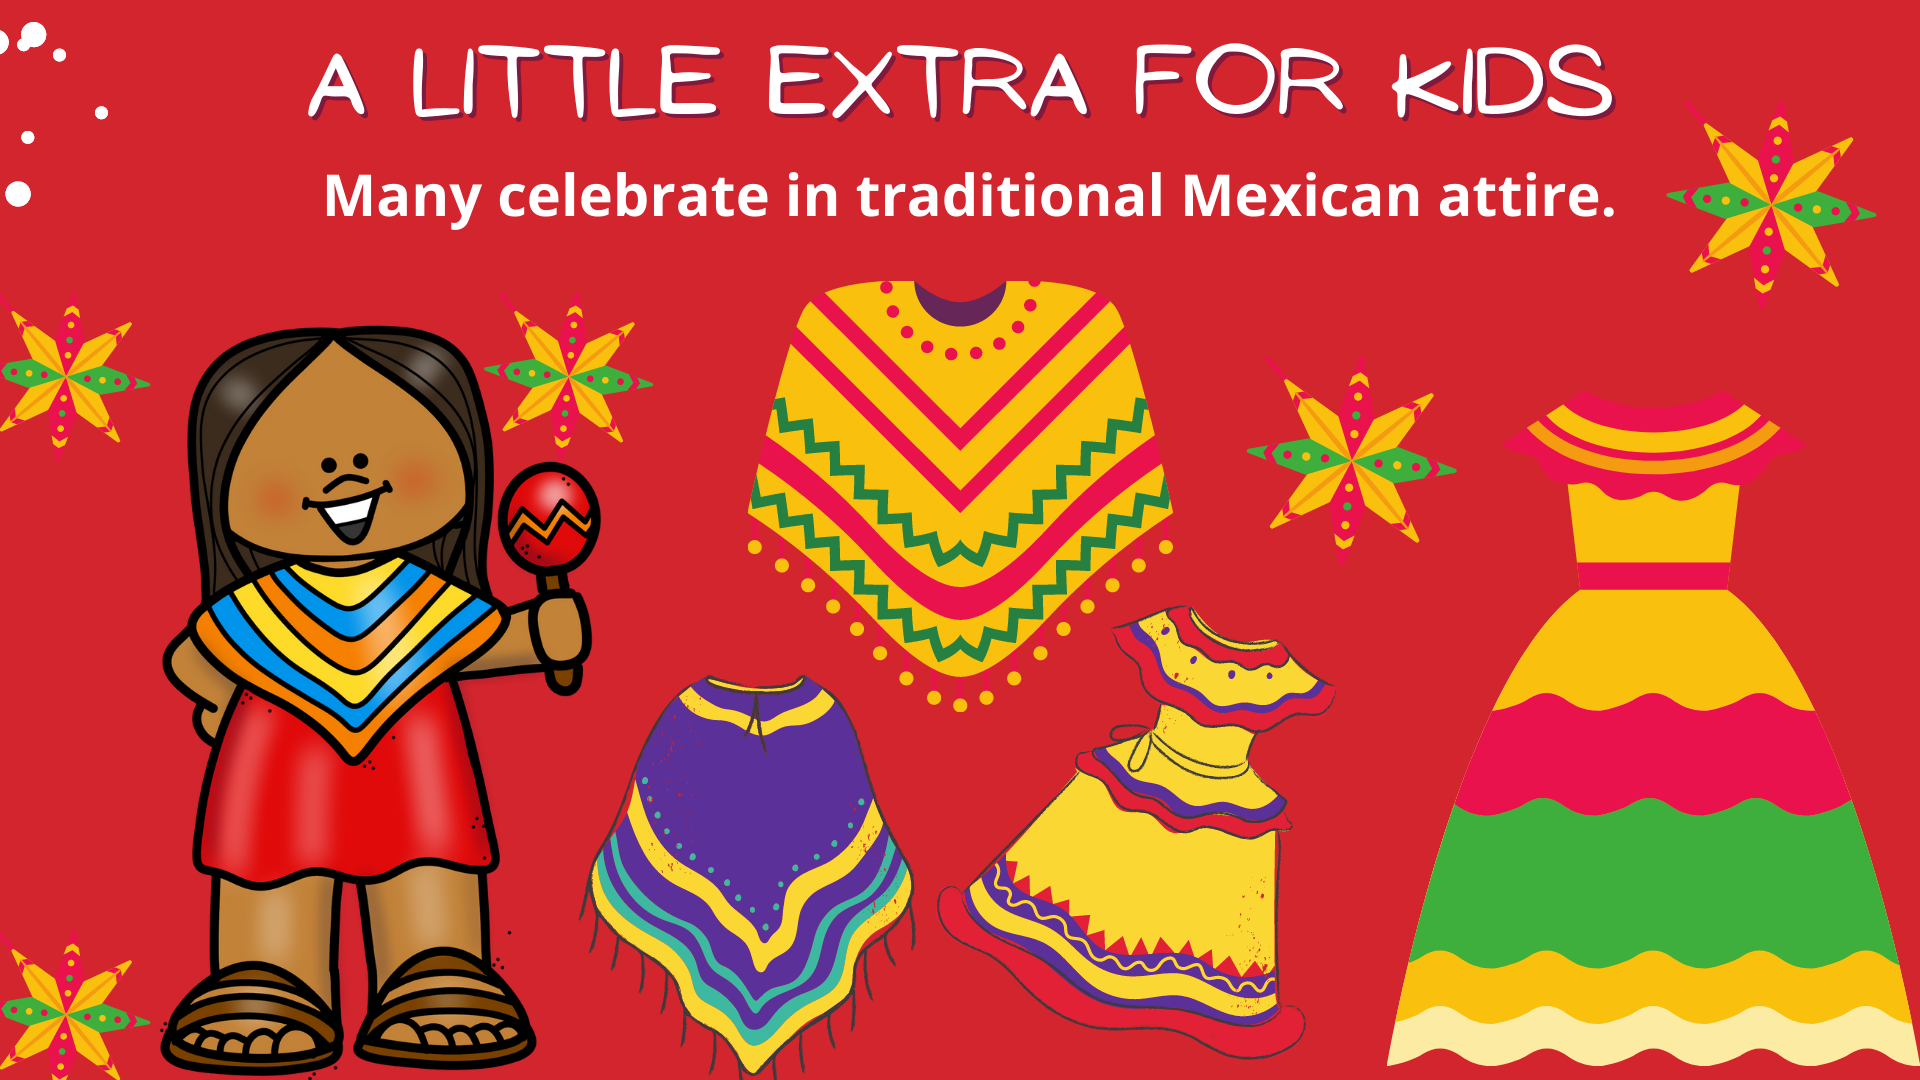 A LITTLE EXTRA FOR KIDS
Many celebrate in traditional Mexican attire.